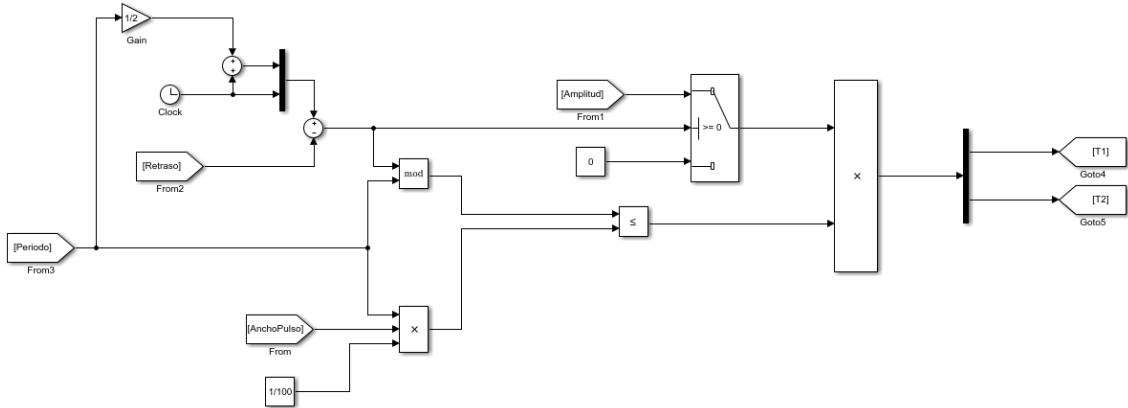 1/2
Gain
+
+
Clock
+
−
[Retraso]
From2
[Periodo]
From3
mod
[AnchoPulso]
From
1/100
×
[Amplitud]
From1
>= 0
0
≤
×
[T1]
Goto4
[T2]
Goto5